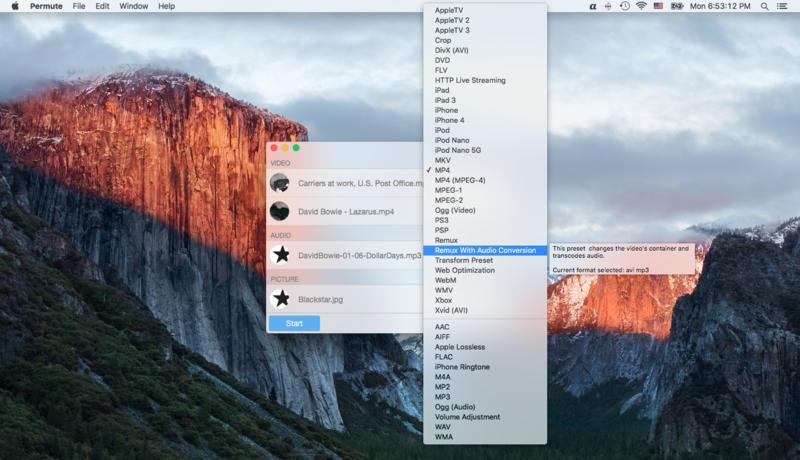 Permute File Edit Window Help
Mon 6:53:12 PM
VIDEO
Carriers at work, U.S. Post Office.mp
David Bowie - Lazarus.mp4
AUDIO
DavidBowie-01-06-DollarDays.mp3
PICTURE
Blackstar.jpg
Start
AppleTV
AppleTV 2
AppleTV 3
Crop
DivX (AVI)
DVD
FLV
HTTP Live Streaming
iPad
iPad 3
iPhone
iPhone 4
iPod
iPod Nano
iPod Nano 5G
MKV
✓ MP4
MP4 (MPEG-4)
MPEG-1
MPEG-2
Ogg (Video)
PS3
PSP
Remux
Remux With Audio Conversion
Transform Preset
Web Optimization
WebM
WMV
Xbox
Xvid (AVI)
AAC
AIFF
Apple Lossless
FLAC
iPhone Ringtone
M4A
MP2
MP3
Ogg (Audio)
Volume Adjustment
WAV
WMA
This preset changes the video's container and
transcodes audio.
Current format selected: avi mp3